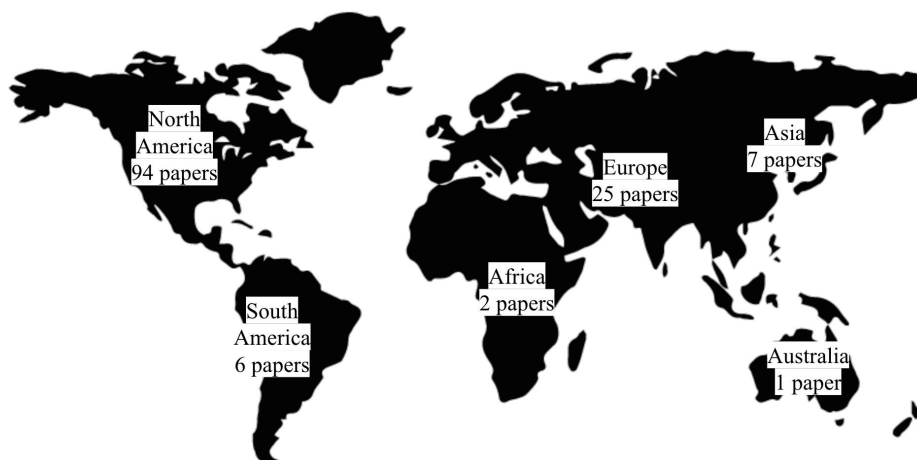 North
America
94 papers
Asia
7 papers
Europe
25 papers
Africa
2 papers
South
America
6 papers
Australia
1 paper